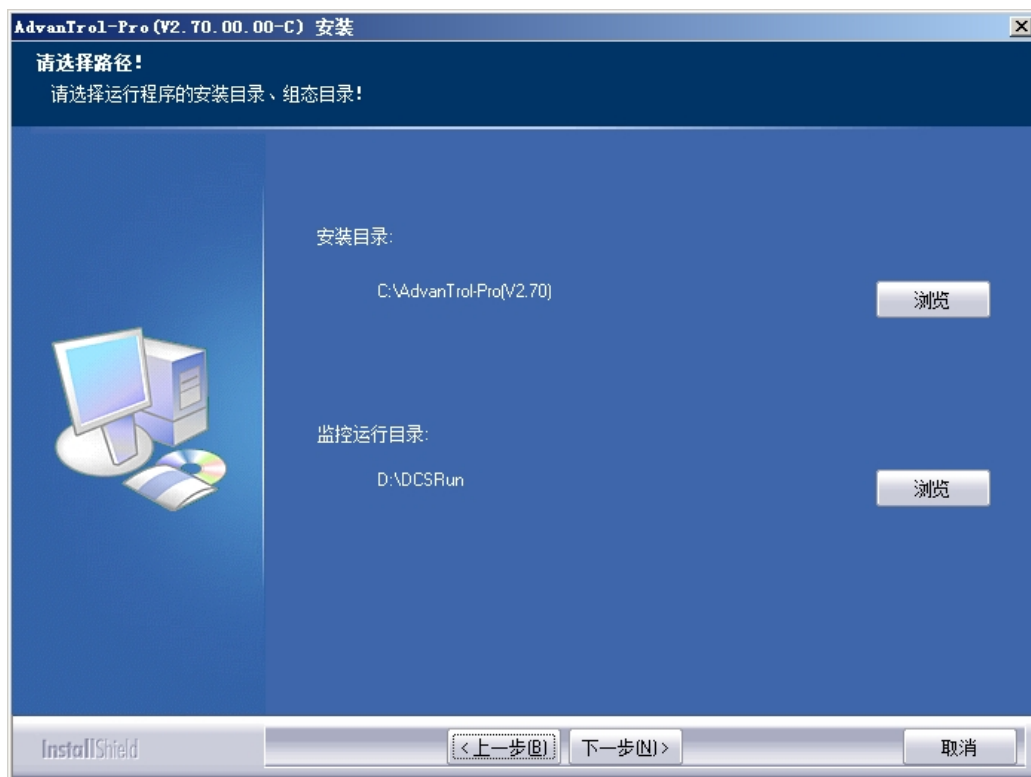 AdvanTrol-Pro(V2.70.00.00-C) 安装
请选择路径!
请选择运行程序的安装目录、组态目录!
安装目录:
C:\AdvanTrol-Pro(V2.70)
浏览
监控运行目录:
D:\DCSRun
浏览
InstallShield
<上一步(B)
下一步(N)>
取消